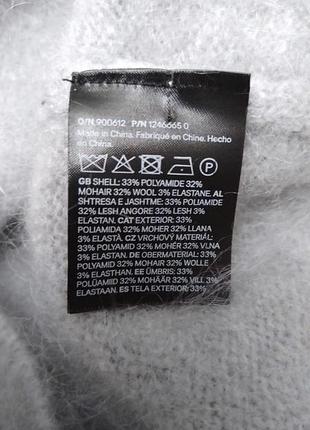 O/N 900612 P/N 1246665 0
Made in China. Fabriqué en Chine. Hecho
en China.
GB SHELL: 33% POLYAMIDE 32%
MOHAIR 32% WOOL 3% ELASTANE. AL
SHTRESA E JASHTME: 33% POLIAMIDE
32% LESH ANGORE 32% LESH 3%
ELASTAN. CAT EXTERIOR: 33%
POLIAMIDA 32% MOHER 32% LLANA
3% ELASTÀ. CZ VRCHOVÝ MATERIÁL:
33% POLYAMID 32% MOHÉR 32% VLNA
3% ELASTAN. DE OBERMATERIAL: 33%
POLYAMID 32% MOHAIR 32% WOLLE
3% ELASTHAN. EE ÜMBRIS: 33%
POLÜAMID 32% MOHÄÄR 32% VILL 3%
ELASTAAN. ES TELA EXTERIOR: 33%